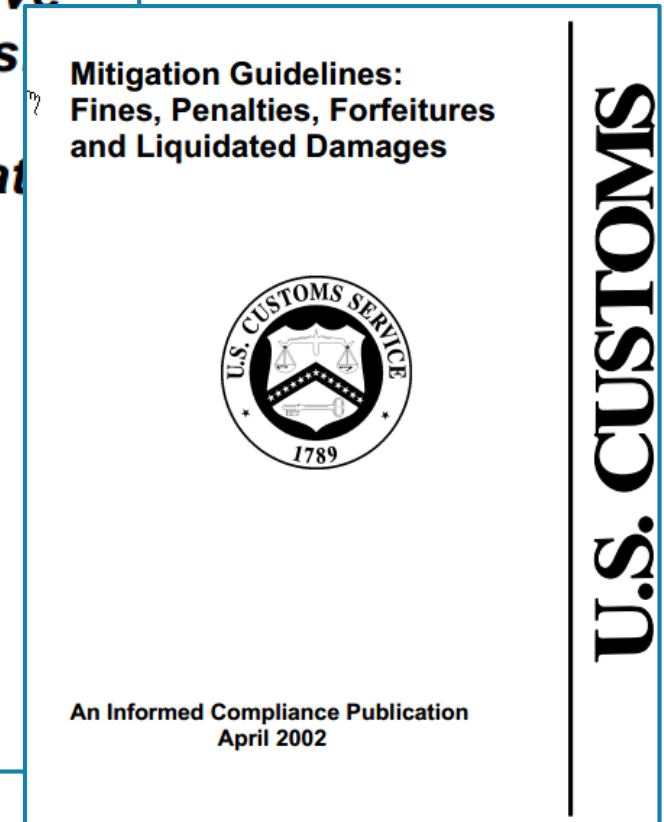 Mitigation Guidelines:
Fines, Penalties, Forfeitures
and Liquidated Damages
U.S. CUSTOMS SERVICE
1789
An Informed Compliance Publication
April 2002
U.S. CUSTOMS